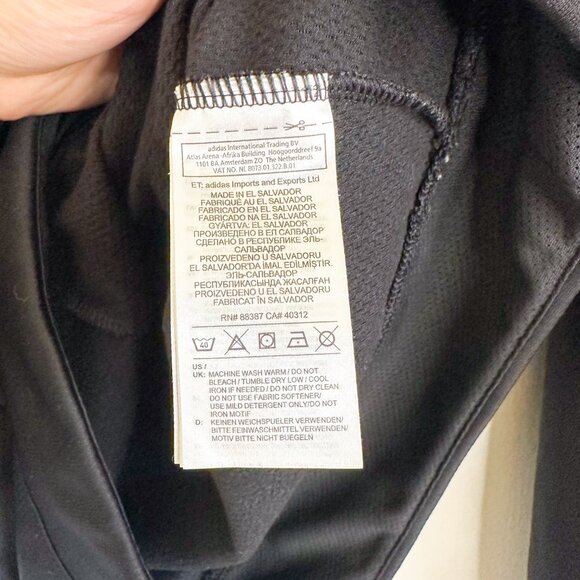 adidas International Trading BV
Atlas Arena -Afrika Building Hoogoorddreef 9a
1101 BA Amsterdam ZO The Netherlands
VAT NO. NL 8073.01.322.B.01
ET: adidas Imports and Exports Ltd
MADE IN EL SALVADOR
FABRIQUÉ AU EL SALVADOR
FABRICADO EN EL SALVADOR
FABRICADO NA EL SALVADOR
GYÁRTVA: EL SALVADOR
ПРОИЗВЕДЕНО В ЕЛ САЛВАДОР
СДЕЛАНО В РЕСПУБЛИКЕ ЭЛЬ-
САЛЬВАДОР
EL SALVADOR'DA İMAL EDİLMİŞTİR.
ЭЛЬ-САЛЬВАДОР
РЕСПУБЛИКАСЫНДА ЖАСАЛҒАН
PROIZVEDENO U EL SALVADORU
FABRICAT ÎN SALVADOR
RN# 88387 CA# 40312
40
US /
UK: MACHINE WASH WARM / DO NOT
BLEACH / TUMBLE DRY LOW / COOL
IRON IF NEEDED / DO NOT DRY CLEAN
DO NOT USE FABRIC SOFTENER/
USE MILD DETERGENT ONLY/DO NOT
IRON MOTIF
D: KEINEN WEICHSPUELER VERWENDEN/
BITTE FEINWASCHMITTEL VERWENDEN/
MOTIV BITTE NICHT BUEGELN